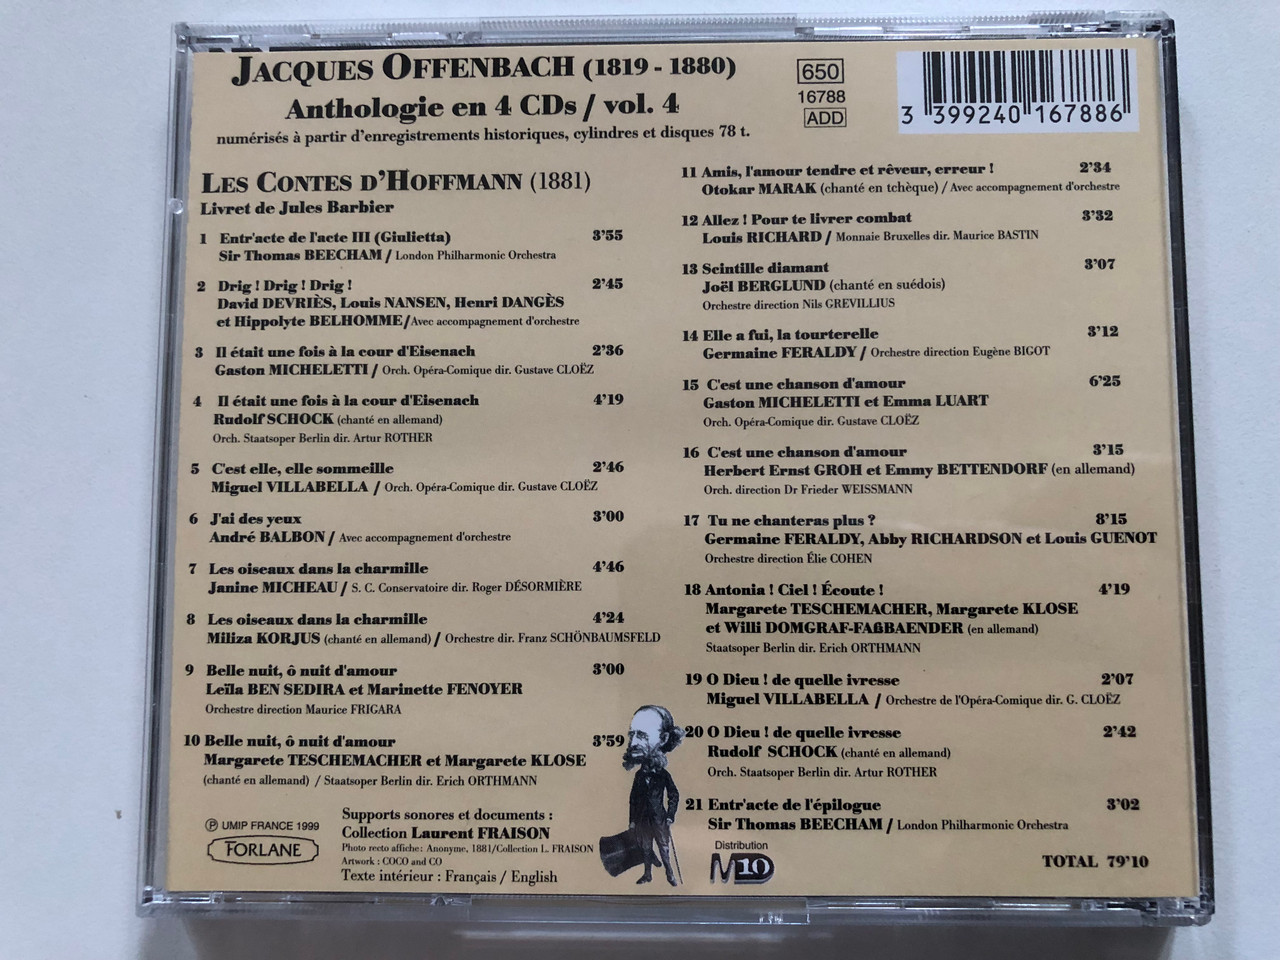 JACQUES OFFENBACH (1819 - 1880)
Anthologie en 4 CDs / vol. 4
numérisés à partir d'enregistrements historiques, cylindres et disques 78 t.
650
16788
ADD
3 399240 167886
LES CONTES D'HOFFMANN (1881)
Livret de Jules Barbier
1 Entr'acte de l'acte III (Giulietta) 3'55
Sir Thomas BEECHAM / London Philharmonic Orchestra
2 Drig ! Drig ! Drig ! 2'45
David DEVRIÈS, Louis NANSEN, Henri DANGÈS
et Hippolyte BELHOMME/Avec accompagnement d'orchestre
3 Il était une fois à la cour d'Eisenach 2'36
Gaston MICHELETTI / Orch. Opéra-Comique dir. Gustave CLOËZ
4 Il était une fois à la cour d'Eisenach 4'19
Rudolf SCHOCK (chanté en allemand)
Orch. Staatsoper Berlin dir. Artur ROTHER
5 C'est elle, elle sommeille 2'46
Miguel VILLABELLA / Orch. Opéra-Comique dir. Gustave CLOËZ
6 J'ai des yeux 3'00
André BALBON / Avec accompagnement d'orchestre
7 Les oiseaux dans la charmille 4'46
Janine MICHEAU / S. C. Conservatoire dir. Roger DÉSORMIÈRE
8 Les oiseaux dans la charmille 4'24
Miliza KORJUS (chanté en allemand) / Orchestre dir. Franz SCHÖNBAUMSFELD
9 Belle nuit, ô nuit d'amour 3'00
Leïla BEN SEDIRA et Marinette FENOYER
Orchestre direction Maurice FRIGARA
10 Belle nuit, ô nuit d'amour 3'59
Margarete TESCHEMACHER et Margarete KLOSE
(chanté en allemand) / Staatsoper Berlin dir. Erich ORTHMANN
℗ UMIP FRANCE 1999
FORLANE
Supports sonores et documents :
Collection Laurent FRAISON
Photo recto affiche : Anonyme, 1881/Collection L. FRAISON
Artwork : COCO and CO
Texte intérieur : Français / English
11 Amis, l'amour tendre et rêveur, erreur ! 2'34
Otokar MARAK (chanté en tchèque) / Avec accompagnement d'orchestre
12 Allez ! Pour te livrer combat 3'32
Louis RICHARD / Monnaie Bruxelles dir. Maurice BASTIN
13 Scintille diamant 3'07
Joël BERGLUND (chanté en suédois)
Orchestre direction Nils GREVILLIUS
14 Elle a fui, la tourterelle 3'12
Germaine FERALDY / Orchestre direction Eugène BIGOT
15 C'est une chanson d'amour 6'25
Gaston MICHELETTI et Emma LUART
Orch. Opéra-Comique dir. Gustave CLOËZ
16 C'est une chanson d'amour 3'15
Herbert Ernst GROH et Emmy BETTENDORF (en allemand)
Orch. direction Dr Frieder WEISSMANN
17 Tu ne chanteras plus ? 8'15
Germaine FERALDY, Abby RICHARDSON et Louis GUENOT
Orchestre direction Élie COHEN
18 Antonia ! Ciel ! Écoute ! 4'19
Margarete TESCHEMACHER, Margarete KLOSE
et Willi DOMGRAF-FAßBAENDER (en allemand)
Staatsoper Berlin dir. Erich ORTHMANN
19 O Dieu ! de quelle ivresse 2'07
Miguel VILLABELLA / Orchestre de l'Opéra-Comique dir. G. CLOËZ
20 O Dieu ! de quelle ivresse 2'42
Rudolf SCHOCK (chanté en allemand)
Orch. Staatsoper Berlin dir. Artur ROTHER
21 Entr'acte de l'épilogue 3'02
Sir Thomas BEECHAM / London Philharmonic Orchestra
Distribution
M10
TOTAL 79'10